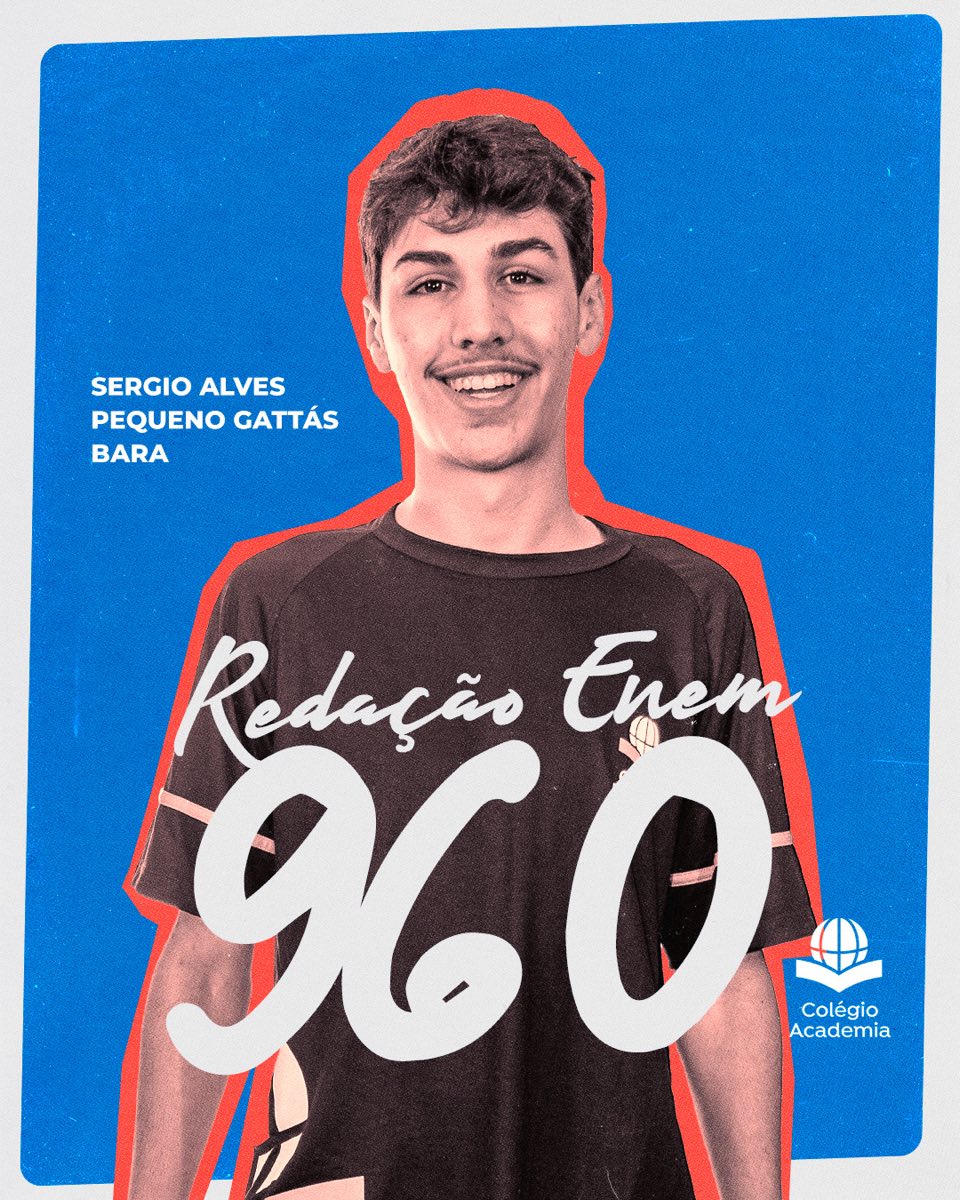 SERGIO ALVES
PEQUENO GATTÁS
BARA
Redação Enem
960
Colégio
Academia